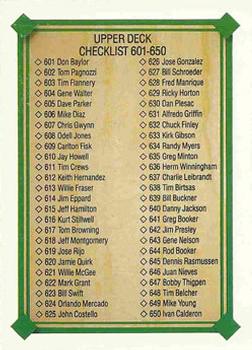 UPPER DECK
CHECKLIST 601-650
601 Don Baylor
602 Tom Pagnozzi
603 Tim Flannery
604 Gene Walter
605 Dave Parker
606 Mike Diaz
607 Chris Gwynn
608 Odell Jones
609 Carlton Fisk
610 Jay Howell
611 Tim Crews
612 Keith Hernandez
613 Willie Fraser
614 Jim Eppard
615 Jeff Hamilton
616 Kurt Stillwell
617 Tom Browning
618 Jeff Montgomery
619 Jose Rijo
620 Jamie Quirk
621 Willie McGee
622 Mark Grant
623 Bill Swift
624 Orlando Mercado
625 John Costello
626 Jose Gonzalez
627 Bill Schroeder
628 Fred Manrique
629 Ricky Horton
630 Dan Plesac
631 Alfredo Griffin
632 Chuck Finley
633 Kirk Gibson
634 Randy Myers
635 Greg Minton
636 Herm Winningham
637 Charlie Leibrandt
638 Tim Birtsas
639 Bill Buckner
640 Danny Jackson
641 Greg Booker
642 Jim Presley
643 Gene Nelson
644 Rod Booker
645 Dennis Rasmussen
646 Juan Nieves
647 Bobby Thigpen
648 Tim Belcher
649 Mike Young
650 Ivan Calderon